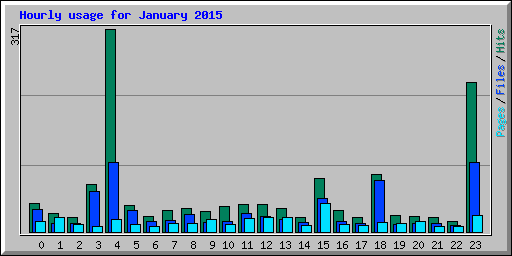 Hourly usage for January 2015
317
Pages / Files / Hits
0 1 2 3 4 5 6 7 8 9 10 11 12 13 14 15 16 17 18 19 20 21 22 23